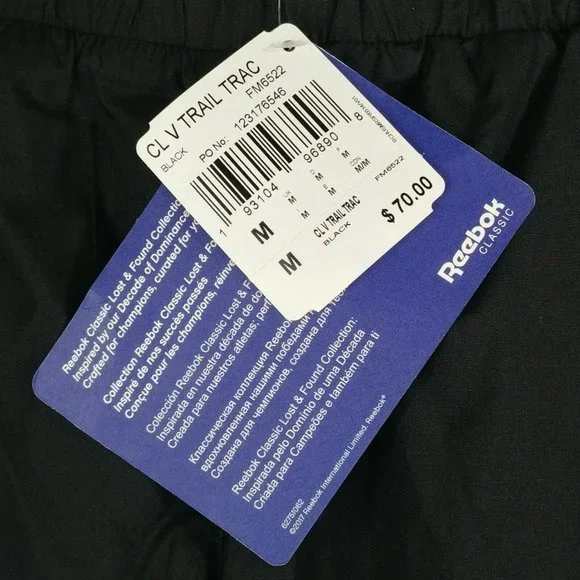 CL V TRAIL TRAC
BLACK
FM6522
PO No: 123176546
1 93104 96890 8
M
UK M
D M
F M
I M
E M
CDN M/M
M
CL V TRAIL TRAC
BLACK
FM6522
$ 70.00
Reebok
CLASSIC
Reebok Classic Lost & Found Collection
Inspired by our Decade of Dominance
Crafted for champions, curated for
Collection Reebok Classic Lost & Found
Inspiré de nos succès passés
Conçue pour les champions,
Colección Reebok Classic Lost & Found
Inspirada en nuestra década de
Creada para nuestros atletas;
Классическая коллекция Reebok
вдохновленная нашими победами
Создана для чемпионов, создана для
Reebok Classic Lost & Found Collection:
Inspirada pelo Domínio de uma Década
Criada para Campeões e também para ti
62751062
©2017 Reebok International Limited. Reebok®